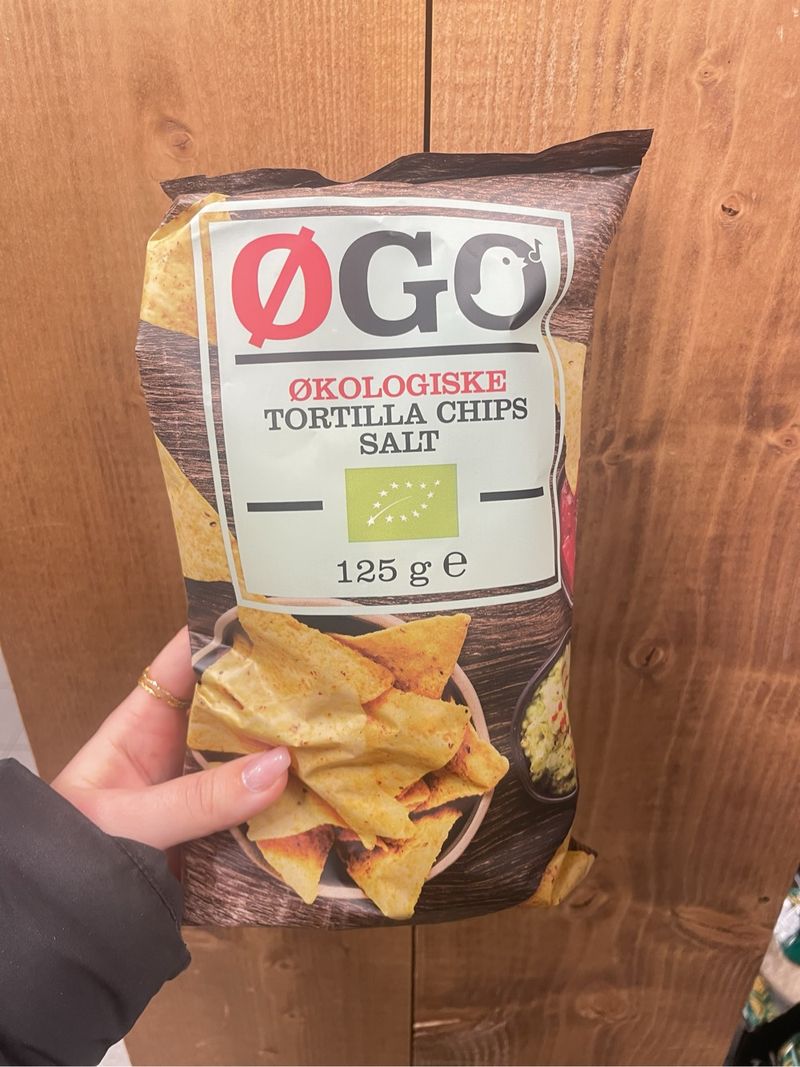 ØGO
ØKOLOGISKE
TORTILLA CHIPS
SALT
125 g e